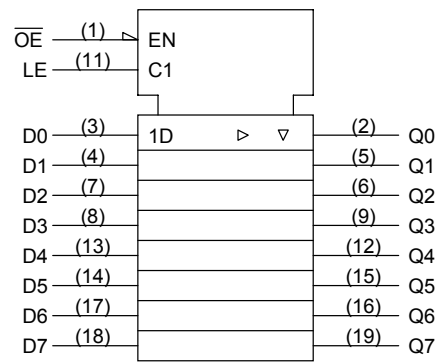 OE (1) EN
LE (11) C1
D0 (3) 1D (2) Q0
D1 (4) (5) Q1
D2 (7) (6) Q2
D3 (8) (9) Q3
D4 (13) (12) Q4
D5 (14) (15) Q5
D6 (17) (16) Q6
D7 (18) (19) Q7